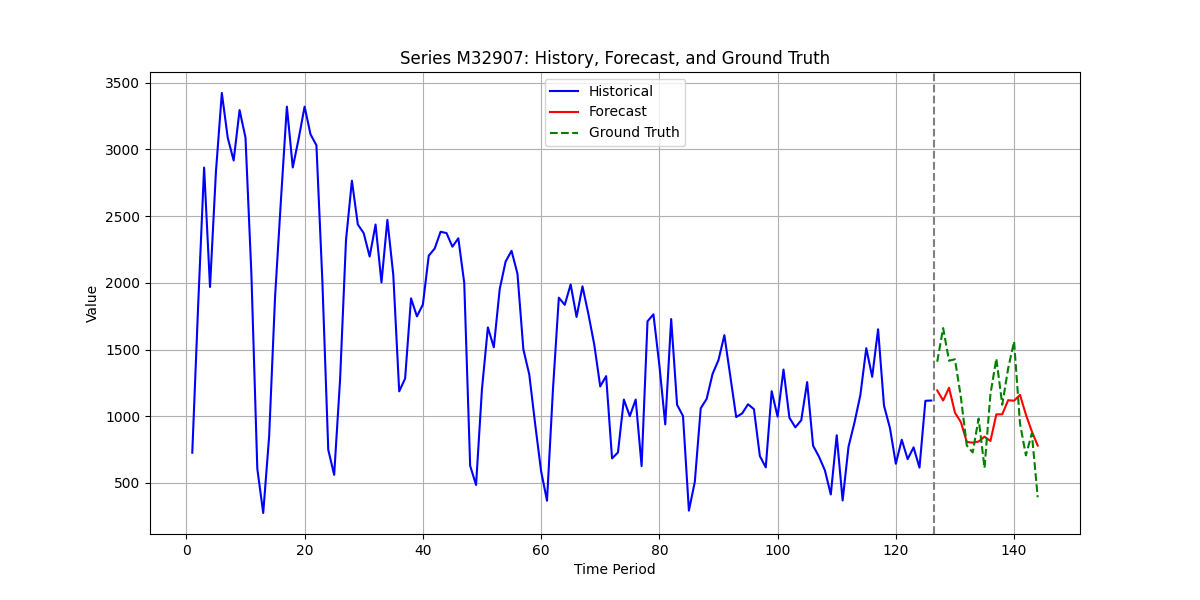 Series M32907: History, Forecast, and Ground Truth
Historical
Forecast
Ground Truth
3500
3000
2500
2000
1500
1000
500
Value
0 20 40 60 80 100 120 140
Time Period